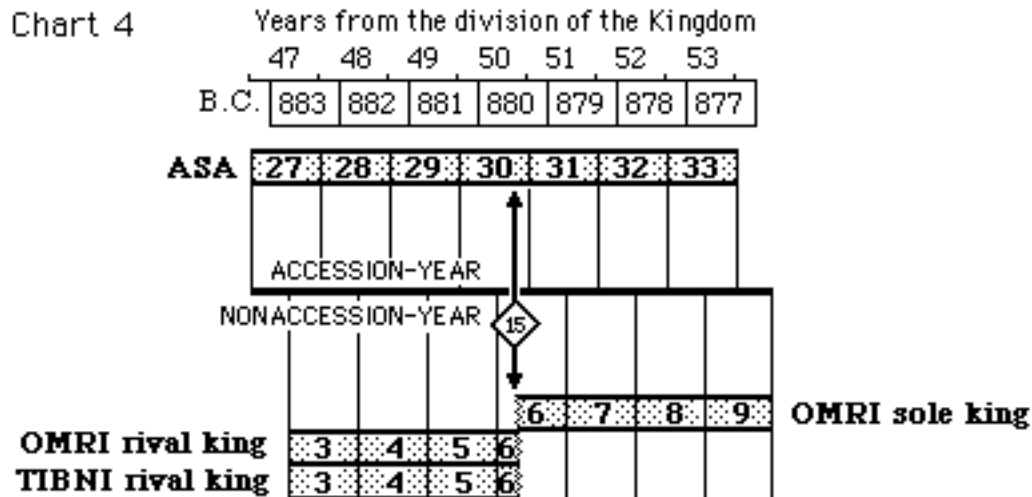 Chart 4
Years from the division of the Kingdom
47 48 49 50 51 52 53
B.C. 883 882 881 880 879 878 877
ASA 27 28 29 30 31 32 33
ACCESSION-YEAR
NONACCESSION-YEAR 15
6 7 8 9 OMRI sole king
OMRI rival king 3 4 5 6
TIBNI rival king 3 4 5 6